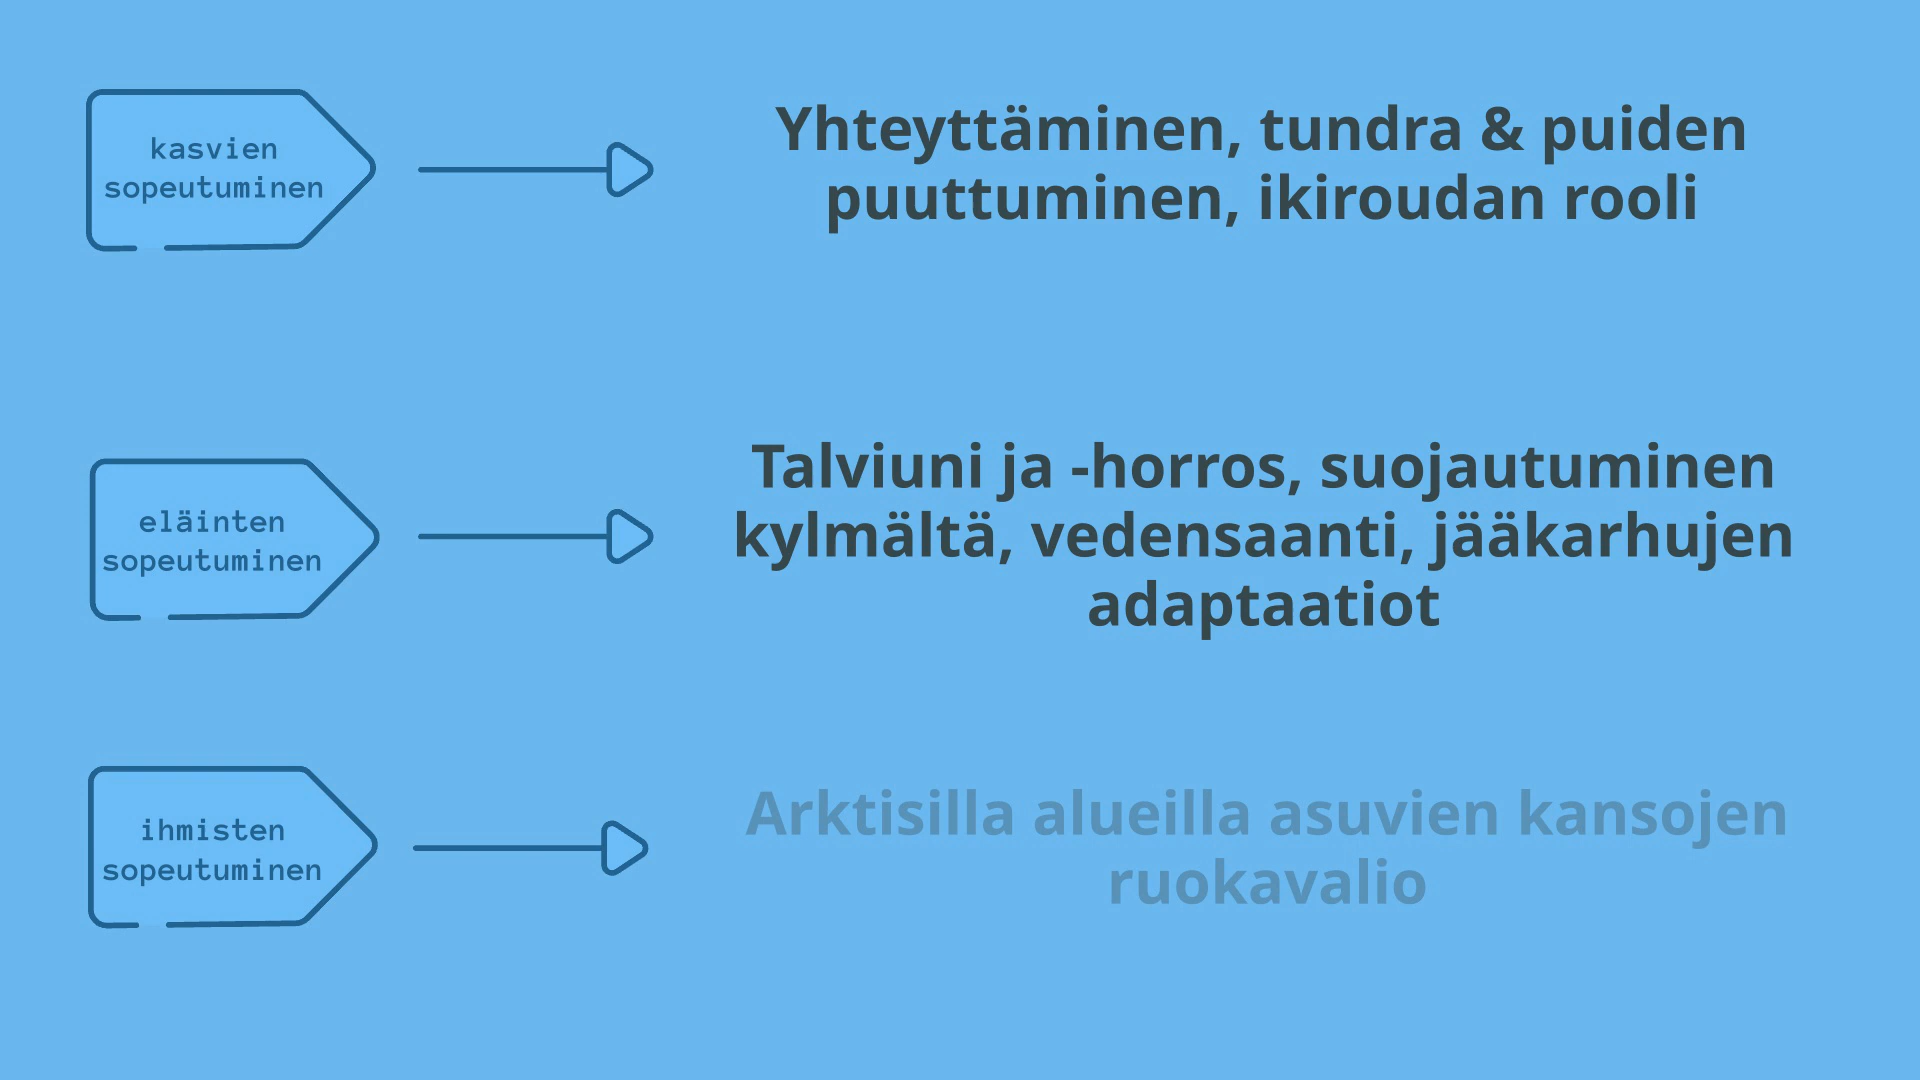 kasvien
sopeutuminen
Yhteyttäminen, tundra & puiden
puuttuminen, ikiroudan rooli
eläinten
sopeutuminen
Talviuni ja -horros, suojautuminen
kylmältä, vedensaanti, jääkarhujen
adaptaatiot
ihmisten
sopeutuminen
Arktisilla alueilla asuvien kansojen
ruokavalio